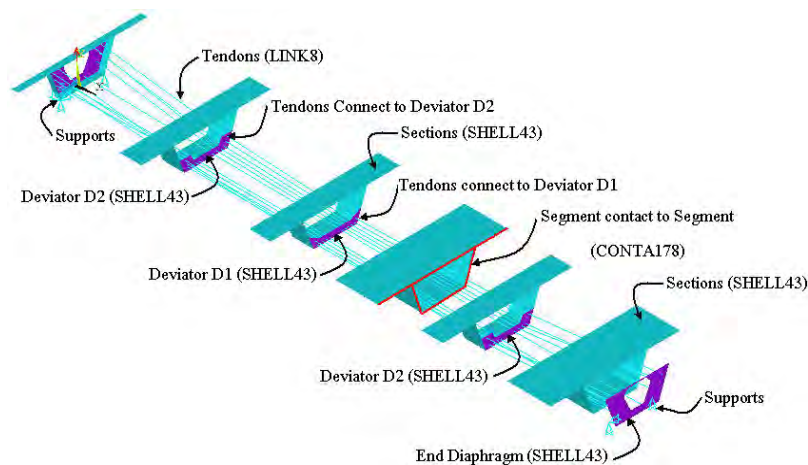 Tendons (LINK8)
Tendons Connect to Deviator D2
Supports
Sections (SHELL43)
Deviator D2 (SHELL43)
Tendons connect to Deviator D1
Segment contact to Segment
(CONTA178)
Deviator D1 (SHELL43)
Sections (SHELL43)
Deviator D2 (SHELL43)
Supports
End Diaphragm (SHELL43)